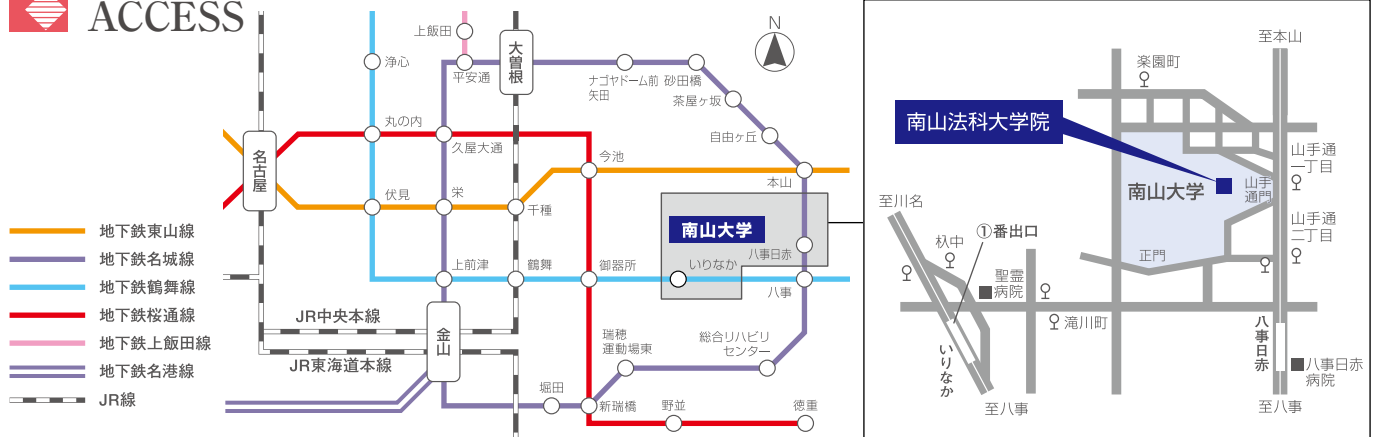 ACCESS
上飯田
大曽根
浄心
平安通
ナゴヤドーム前
矢田
砂田橋
茶屋ヶ坂
自由ヶ丘
丸の内
久屋大通
名古屋
今池
本山
伏見
栄
千種
南山大学
八事日赤
いりなか
上前津
鶴舞
御器所
八事
JR中央本線
金山
JR東海道本線
瑞穂
運動場東
総合リハビリ
センター
堀田
新瑞橋
野並
徳重
N
地下鉄東山線
地下鉄名城線
地下鉄鶴舞線
地下鉄桜通線
地下鉄上飯田線
地下鉄名港線
JR線
至本山
楽園町
南山法科大学院
山手通
一丁目
南山大学
山手
通門
山手通
二丁目
至川名
①番出口
杁中
正門
聖霊
病院
滝川町
いりなか
八事日赤
八事日赤
病院
至八事
至八事